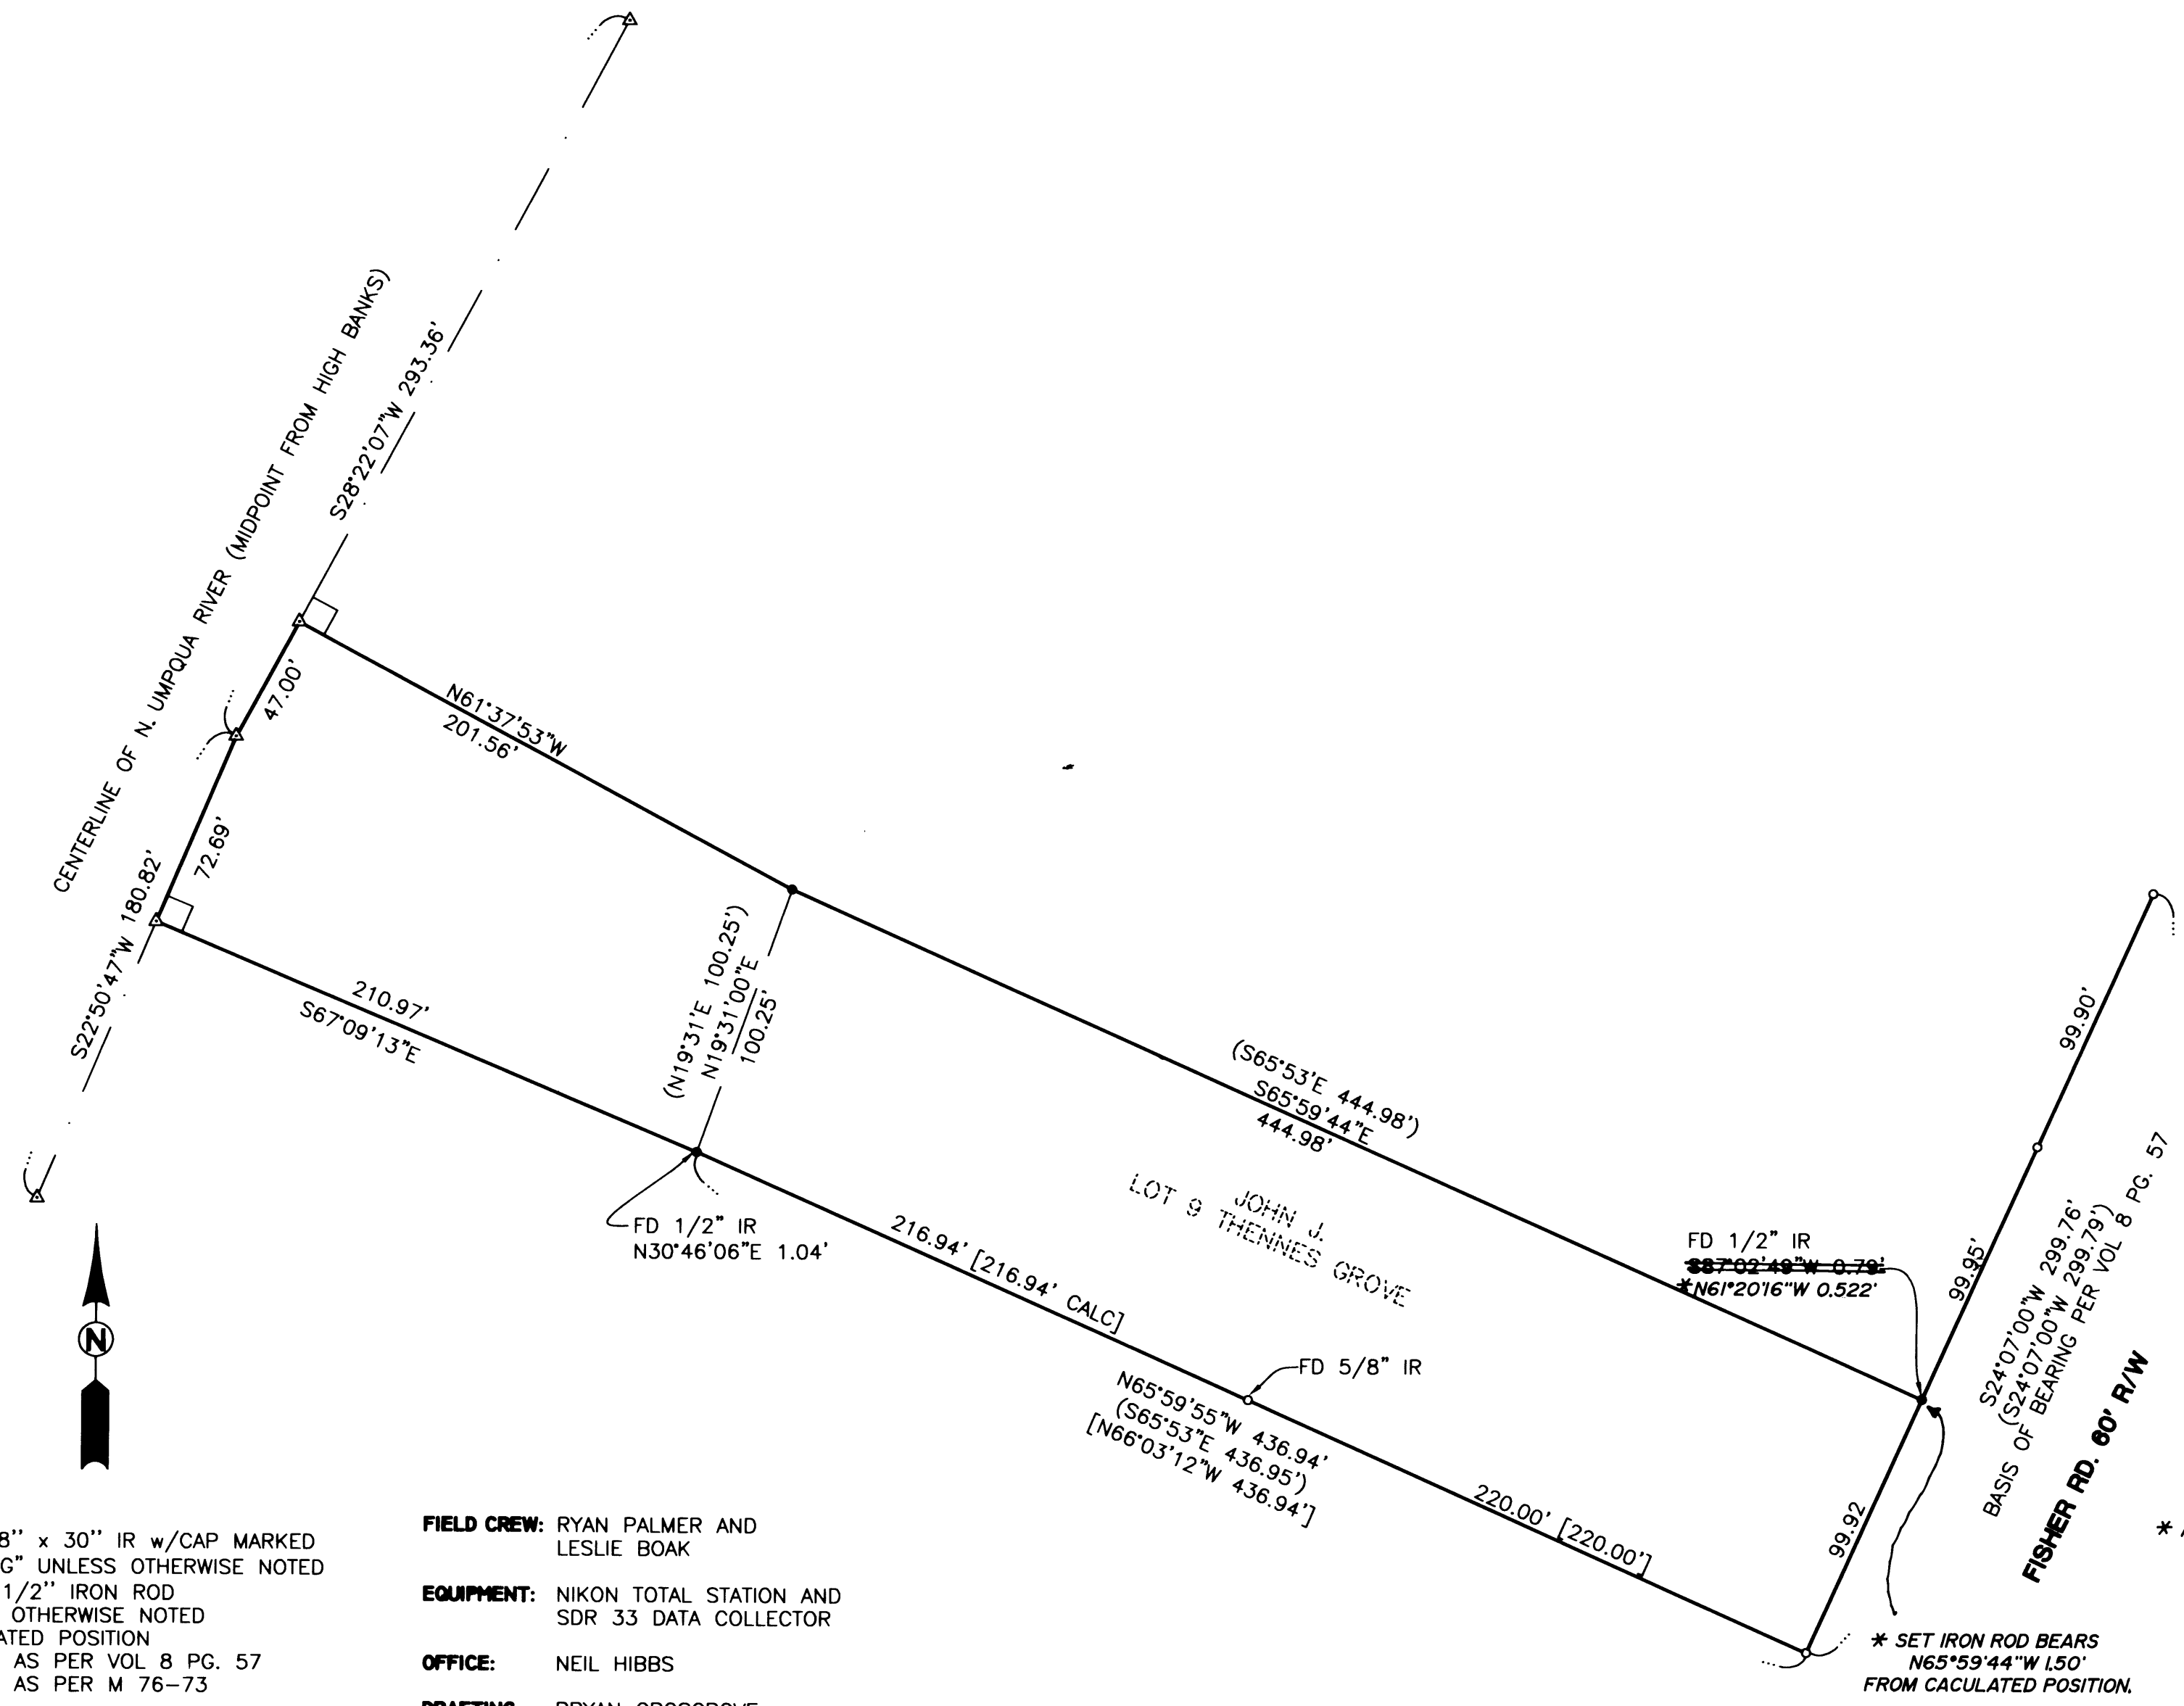 CENTERLINE OF N. UMPQUA RIVER (MIDPOINT FROM HIGH BANKS)
S28°22'07"W 293.36'
47.00'
N61°37'53"W
201.56'
72.69'
S22°50'47"W 180.82'
210.97'
S67°09'13"E
(N19°31'E 100.25')
N19°31'00"E
100.25'
(S65°53'E 444.98')
S65°59'44"E
444.98'
99.90'
99.95'
S24°07'00"W 299.76'
(S24°07'00"W 299.79')
BASIS OF BEARING PER VOL 8 PG. 57
FISHER RD. 60' R/W
JOHN J.
LOT 9 THENNES GROVE
FD 1/2" IR
N30°46'06"E 1.04'
216.94' [216.94' CALC]
FD 1/2" IR
S87°02'49"W 0.79'
*N61°20'16"W 0.522'
FD 5/8" IR
N65°59'55"W 436.94'
(S65°53"E 436.95')
[N66°03'12"W 436.94']
220.00' [220.00']
99.92
* SET IRON ROD BEARS
N65°59'44"W 1.50'
FROM CACULATED POSITION.
*
N
8'' x 30'' IR w/CAP MARKED
G" UNLESS OTHERWISE NOTED
1/2'' IRON ROD
OTHERWISE NOTED
ATED POSITION
AS PER VOL 8 PG. 57
AS PER M 76-73
FIELD CREW: RYAN PALMER AND
LESLIE BOAK
EQUIPMENT: NIKON TOTAL STATION AND
SDR 33 DATA COLLECTOR
OFFICE: NEIL HIBBS